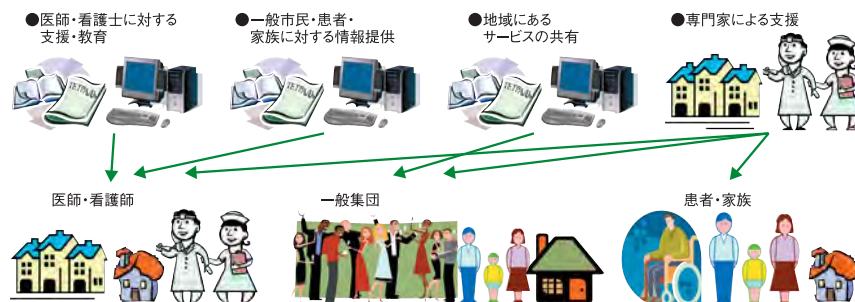 ●医師・看護士に対する
支援・教育
●一般市民・患者・
家族に対する情報提供
●地域にある
サービスの共有
●専門家による支援
医師・看護師
一般集団
患者・家族